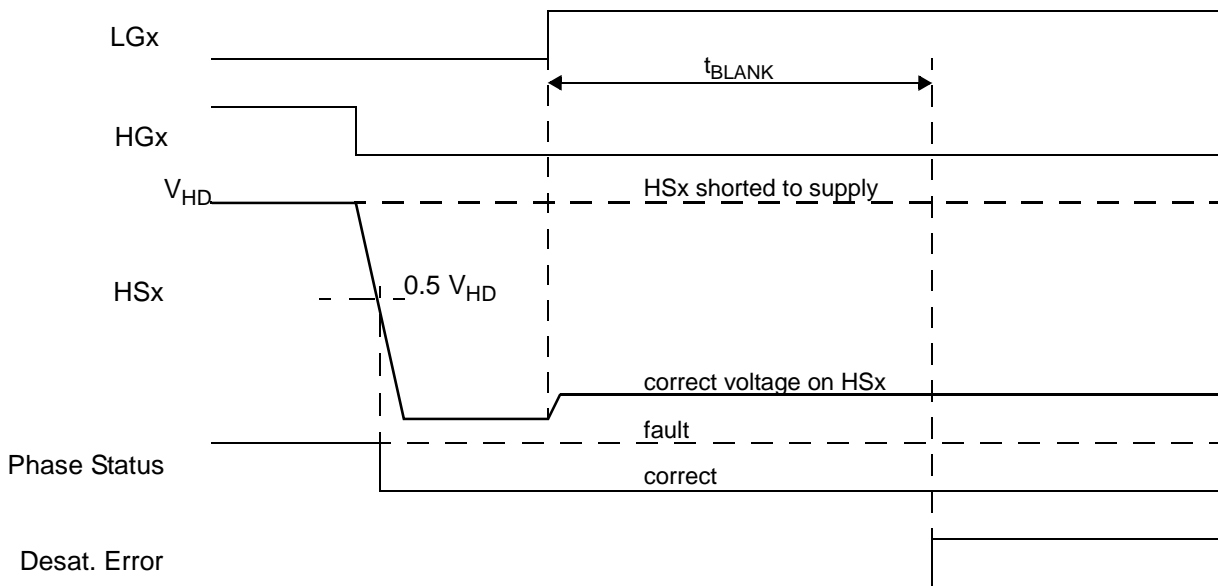 LGx
tBLANK
HGx
VHD
HSx shorted to supply
HSx
0.5 VHD
correct voltage on HSx
fault
Phase Status
correct
Desat. Error